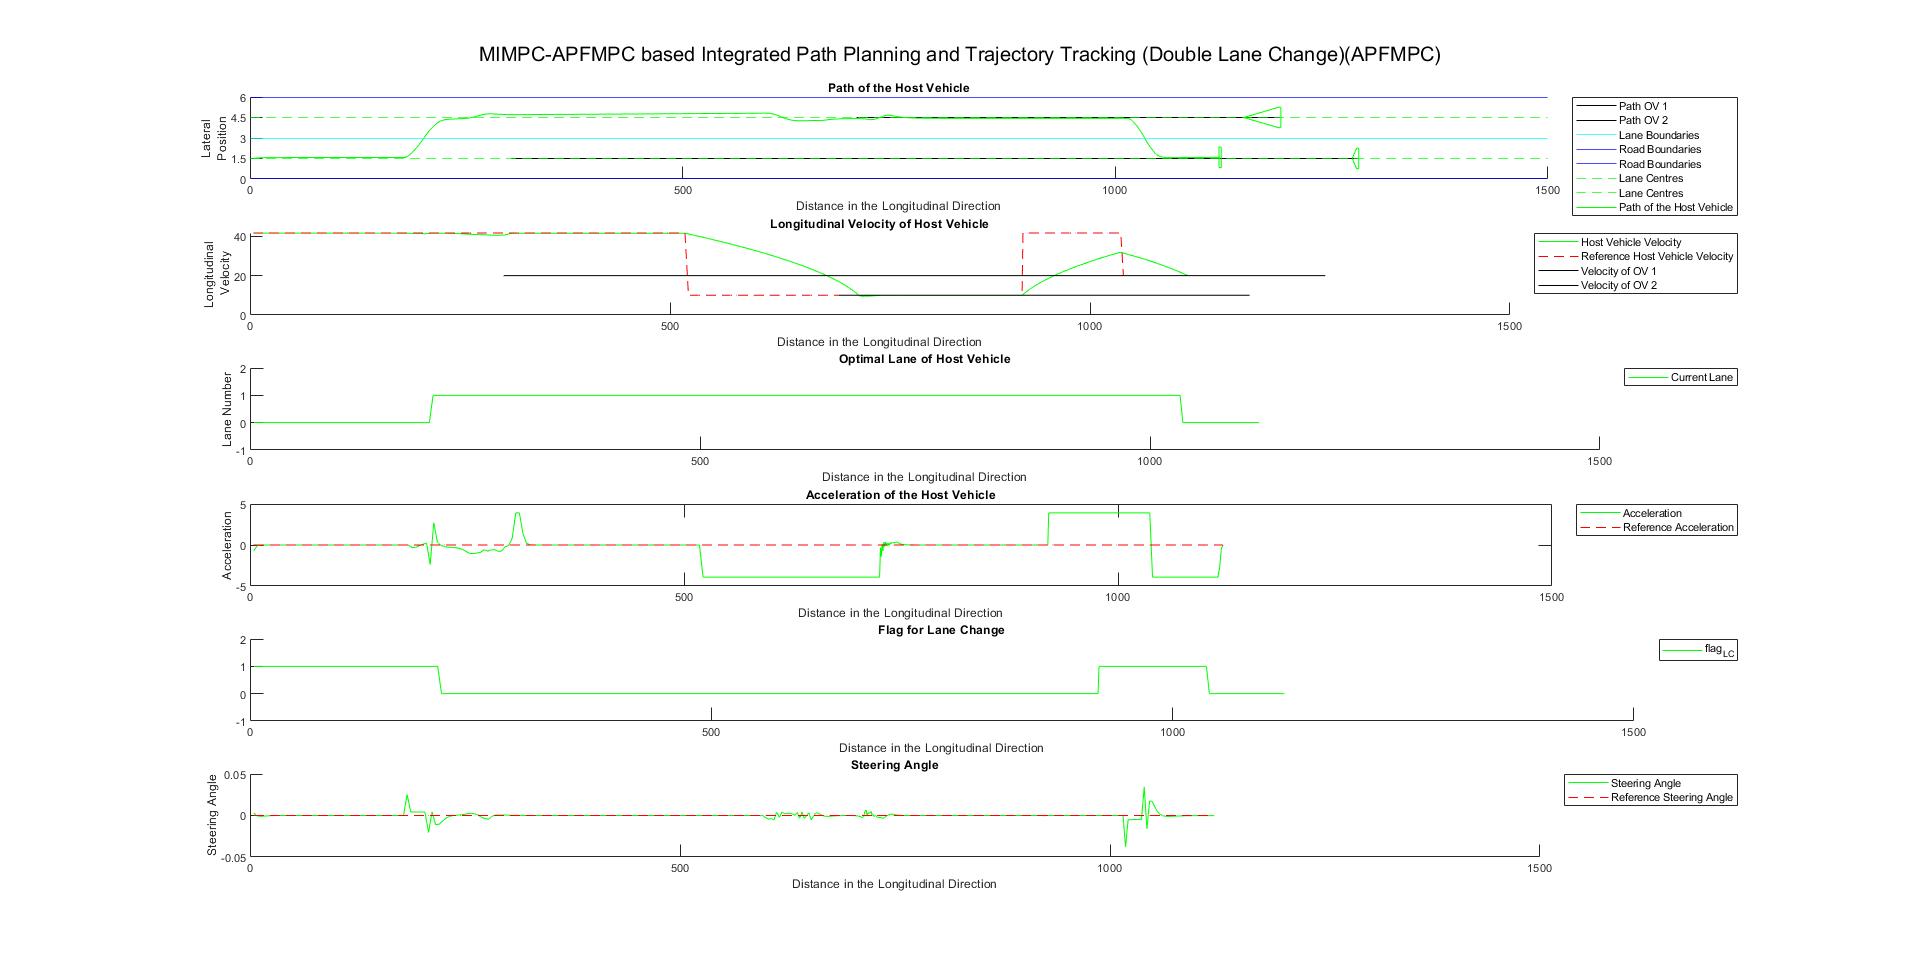 MIMPC-APFMPC based Integrated Path Planning and Trajectory Tracking (Double Lane Change)(APFMPC)
Path of the Host Vehicle
Lateral
Position
6
4.5
3
1.5
0
0
500
1000
1500
Distance in the Longitudinal Direction
Path OV 1
Path OV 2
Lane Boundaries
Road Boundaries
Road Boundaries
Lane Centres
Lane Centres
Path of the Host Vehicle
Longitudinal Velocity of Host Vehicle
Longitudinal
Velocity
40
20
0
0
500
1000
1500
Distance in the Longitudinal Direction
Host Vehicle Velocity
Reference Host Vehicle Velocity
Velocity of OV 1
Velocity of OV 2
Optimal Lane of Host Vehicle
Lane Number
2
1
0
-1
0
500
1000
1500
Distance in the Longitudinal Direction
Current Lane
Acceleration of the Host Vehicle
Acceleration
5
0
-5
0
500
1000
1500
Distance in the Longitudinal Direction
Acceleration
Reference Acceleration
Flag for Lane Change
2
1
0
-1
0
500
1000
1500
Distance in the Longitudinal Direction
flag LC
Steering Angle
Steering Angle
0.05
0
-0.05
0
500
1000
1500
Distance in the Longitudinal Direction
Steering Angle
Reference Steering Angle